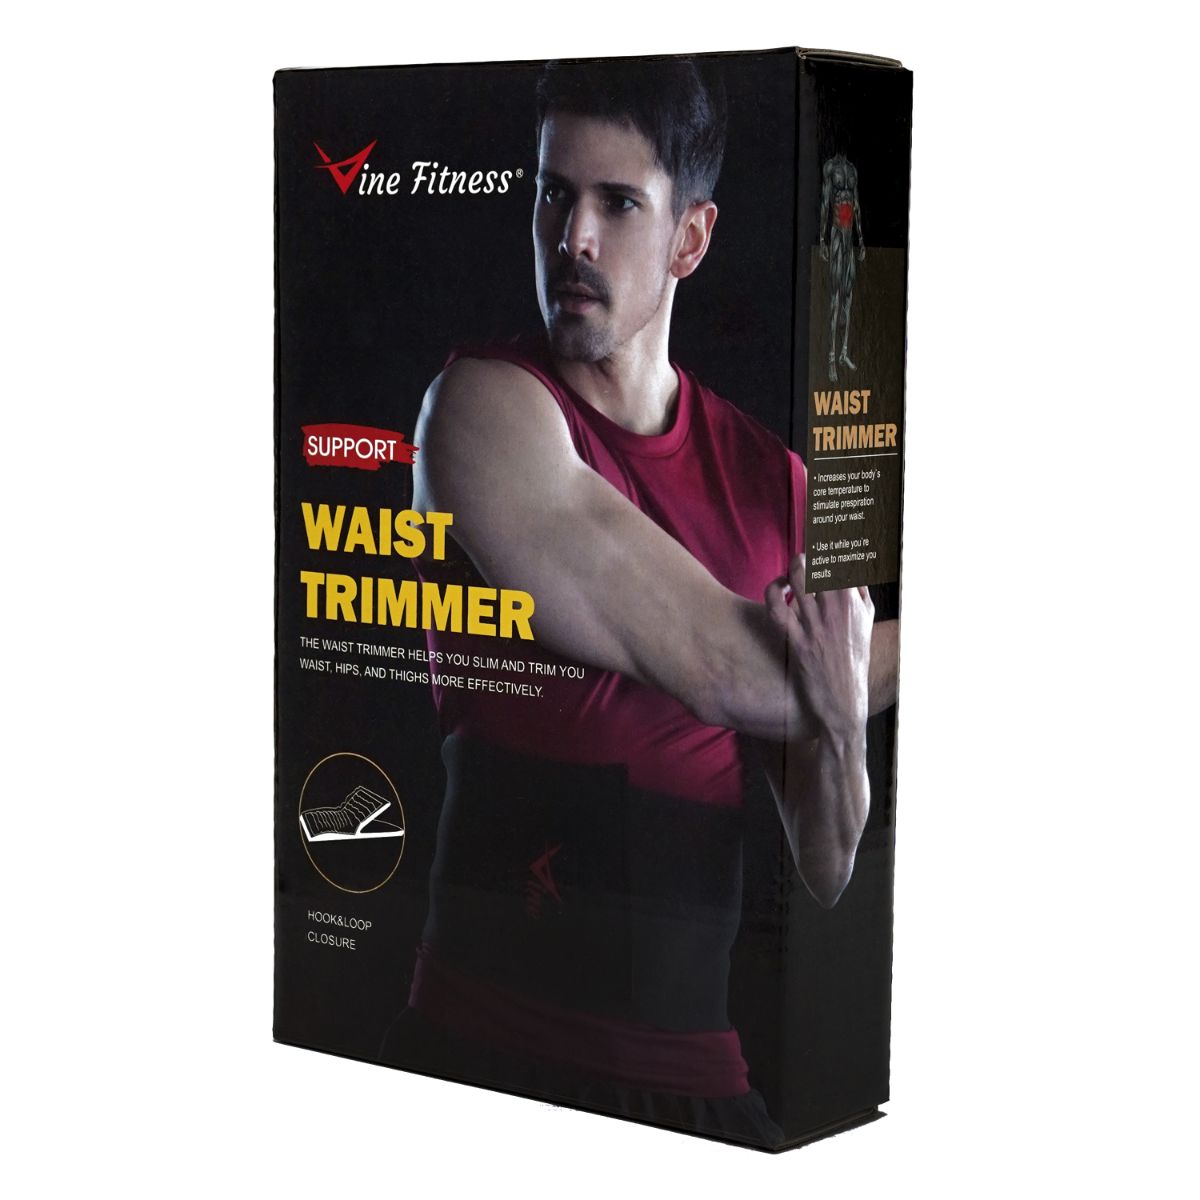 Vine Fitness®
SUPPORT
WAIST
TRIMMER
THE WAIST TRIMMER HELPS YOU SLIM AND TRIM YOU
WAIST, HIPS, AND THIGHS MORE EFFECTIVELY.
HOOK&LOOP
CLOSURE
Vine
WAIST
TRIMMER
• Increases your body's
core temperature to
stimulate prespiration
around your waist.
• Use it while you're
active to maximize you
results